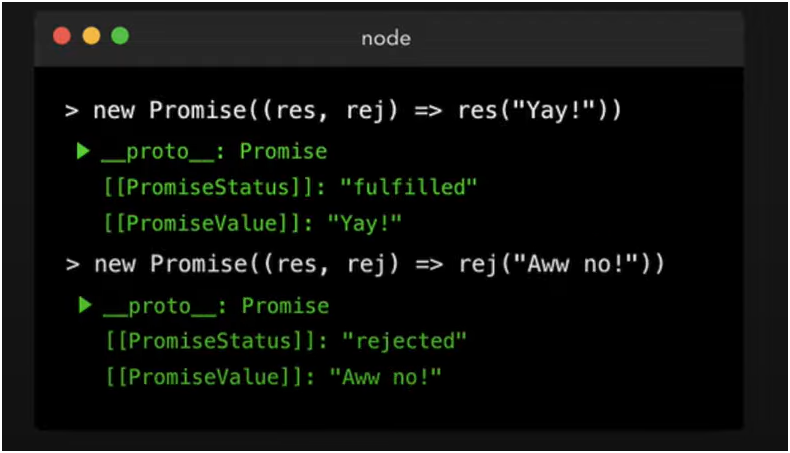 node
> new Promise((res, rej) => res("Yay!"))
▶ __proto__: Promise
[[PromiseStatus]]: "fulfilled"
[[PromiseValue]]: "Yay!"
> new Promise((res, rej) => rej("Aww no!"))
▶ __proto__: Promise
[[PromiseStatus]]: "rejected"
[[PromiseValue]]: "Aww no!"